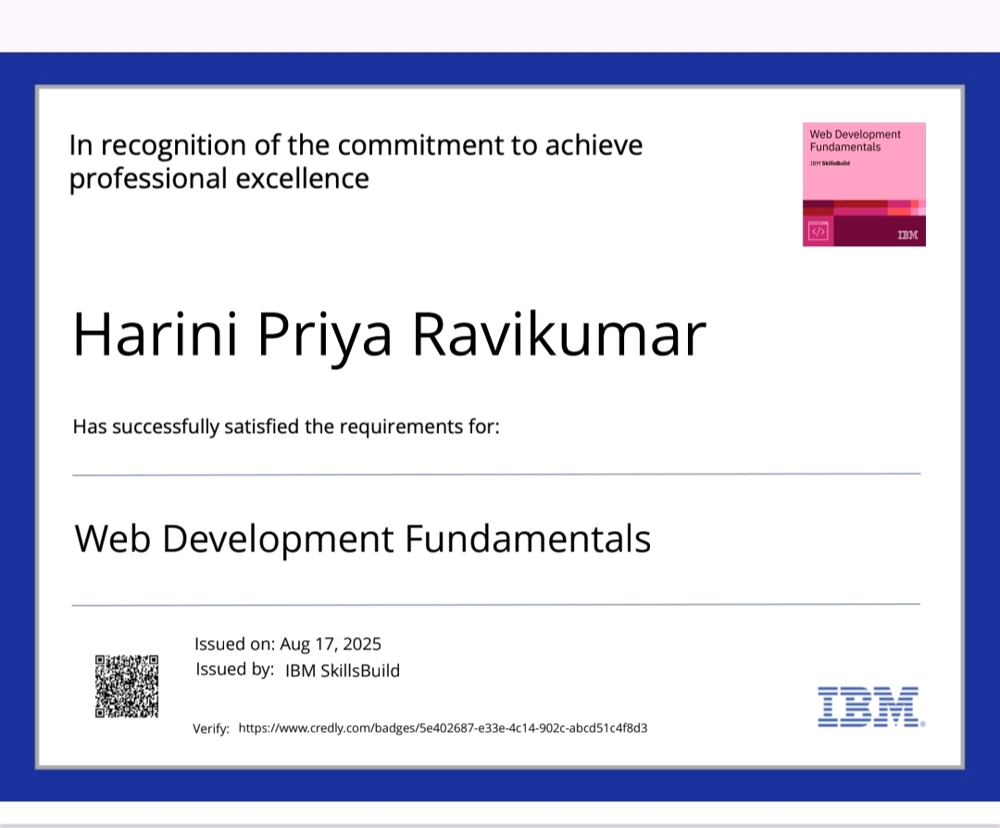 In recognition of the commitment to achieve
professional excellence
Web Development
Fundamentals
IBM SkillsBuild
</>
IBM
Harini Priya Ravikumar
Has successfully satisfied the requirements for:
Web Development Fundamentals
Issued on: Aug 17, 2025
Issued by: IBM SkillsBuild
Verify: https://www.credly.com/badges/5e402687-e33e-4c14-902c-abcd51c4f8d3
IBM®